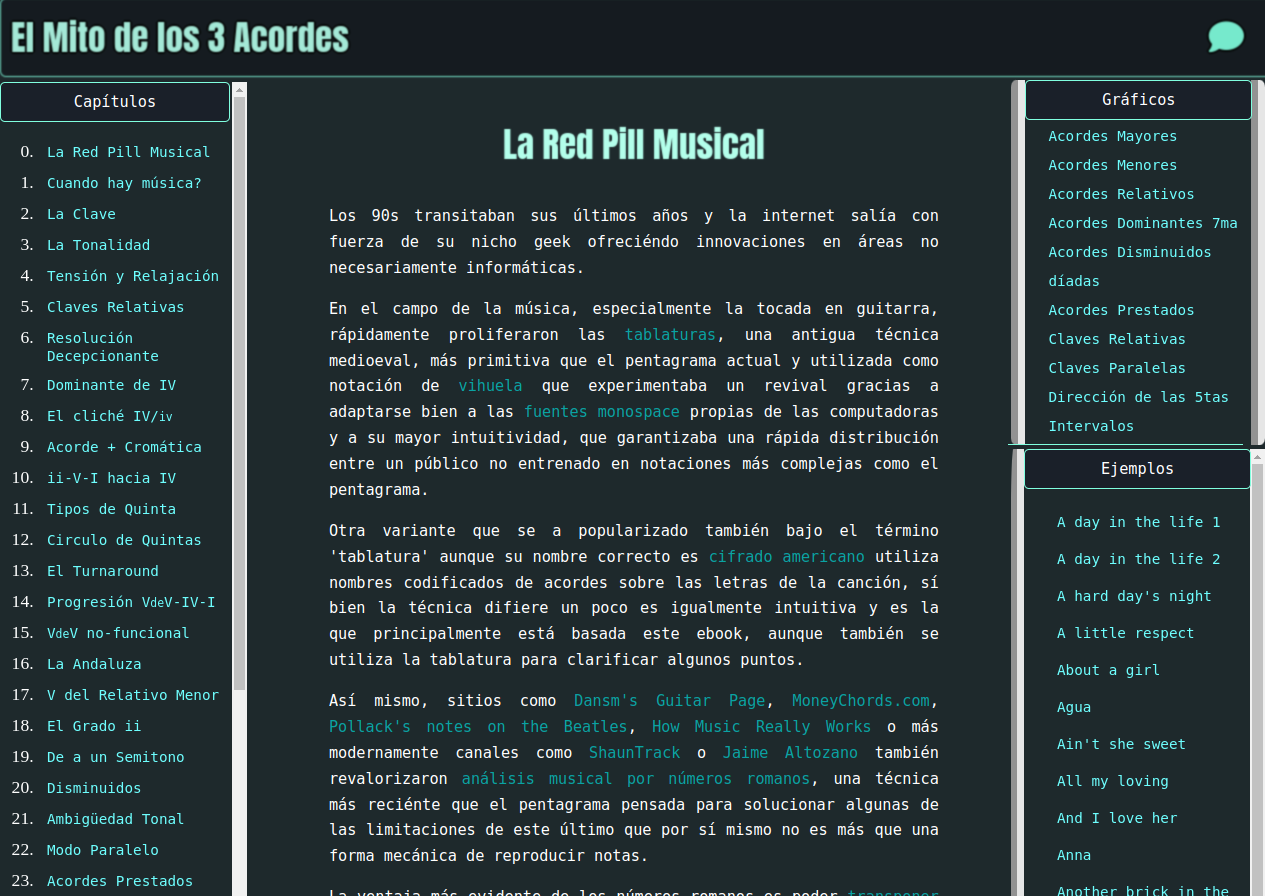 El Mito de los 3 Acordes
Capítulos
0. La Red Pill Musical
1. Cuando hay música?
2. La Clave
3. La Tonalidad
4. Tensión y Relajación
5. Claves Relativas
6. Resolución
Decepcionante
7. Dominante de IV
8. El cliché IV/iv
9. Acorde + Cromática
10. ii-V-I hacia IV
11. Tipos de Quinta
12. Circulo de Quintas
13. El Turnaround
14. Progresión VdeV-IV-I
15. VdeV no-funcional
16. La Andaluza
17. V del Relativo Menor
18. El Grado ii
19. De a un Semitono
20. Disminuidos
21. Ambigüedad Tonal
22. Modo Paralelo
23. Acordes Prestados
La Red Pill Musical
Los 90s transitaban sus últimos años y la internet salía con
fuerza de su nicho geek ofreciéndo innovaciones en áreas no
necesariamente informáticas.
En el campo de la música, especialmente la tocada en guitarra,
rápidamente proliferaron las tablaturas, una antigua técnica
medioeval, más primitiva que el pentagrama actual y utilizada como
notación de vihuela que experimentaba un revival gracias a
adaptarse bien a las fuentes monospace propias de las computadoras
y a su mayor intuitividad, que garantizaba una rápida distribución
entre un público no entrenado en notaciones más complejas como el
pentagrama.
Otra variante que se a popularizado también bajo el término
'tablatura' aunque su nombre correcto es cifrado americano utiliza
nombres codificados de acordes sobre las letras de la canción, sí
bien la técnica difiere un poco es igualmente intuitiva y es la
que principalmente está basada este ebook, aunque también se
utiliza la tablatura para clarificar algunos puntos.
Así mismo, sitios como Dansm's Guitar Page, MoneyChords.com,
Pollack's notes on the Beatles, How Music Really Works o más
modernamente canales como ShaunTrack o Jaime Altozano también
revalorizaron análisis musical por números romanos, una técnica
más reciénte que el pentagrama pensada para solucionar algunas de
las limitaciones de este último que por sí mismo no es más que una
forma mecánica de reproducir notas.
La ventaja más evidente de los números romanos es poder transponer
Gráficos
Acordes Mayores
Acordes Menores
Acordes Relativos
Acordes Dominantes 7ma
Acordes Disminuidos
díadas
Acordes Prestados
Claves Relativas
Claves Paralelas
Dirección de las 5tas
Intervalos
Ejemplos
A day in the life 1
A day in the life 2
A hard day's night
A little respect
About a girl
Agua
Ain't she sweet
All my loving
And I love her
Anna
Another brick in the